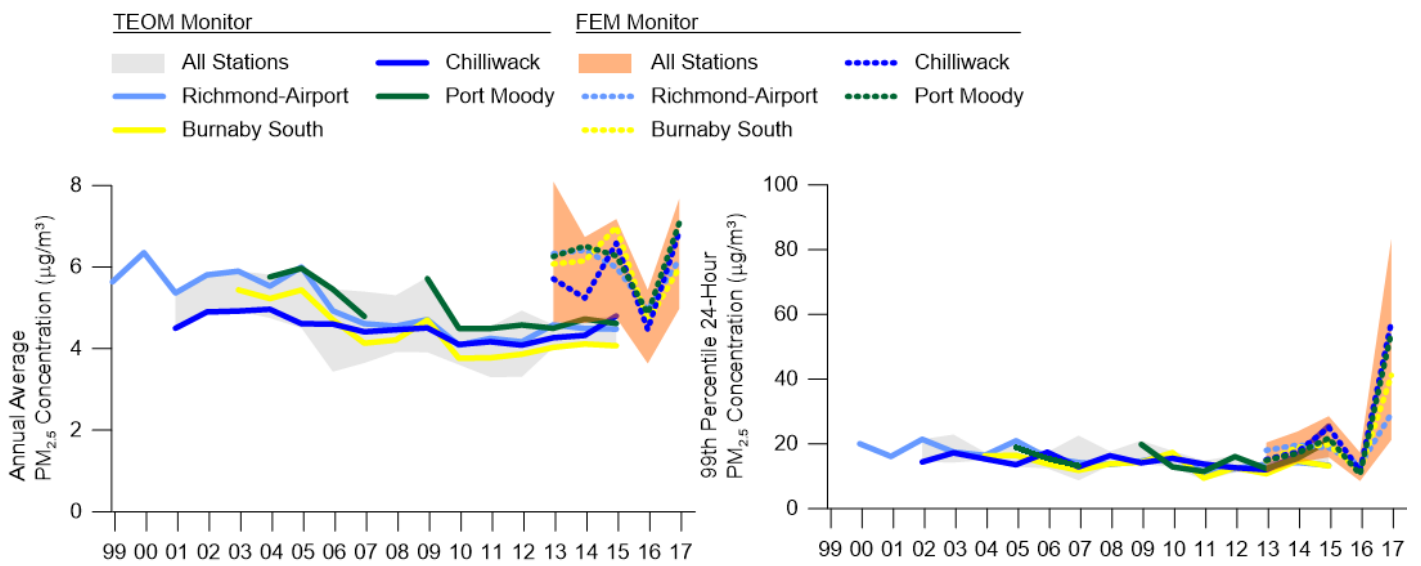 TEOM Monitor
FEM Monitor
All Stations
Chilliwack
All Stations
Chilliwack
Richmond-Airport
Port Moody
Richmond-Airport
Port Moody
Burnaby South
Burnaby South
Annual Average
PM2.5 Concentration (µg/m³)
8
6
4
2
0
99 00 01 02 03 04 05 06 07 08 09 10 11 12 13 14 15 16 17
99th Percentile 24-Hour
PM2.5 Concentration (µg/m³)
100
80
60
40
20
0
99 00 01 02 03 04 05 06 07 08 09 10 11 12 13 14 15 16 17